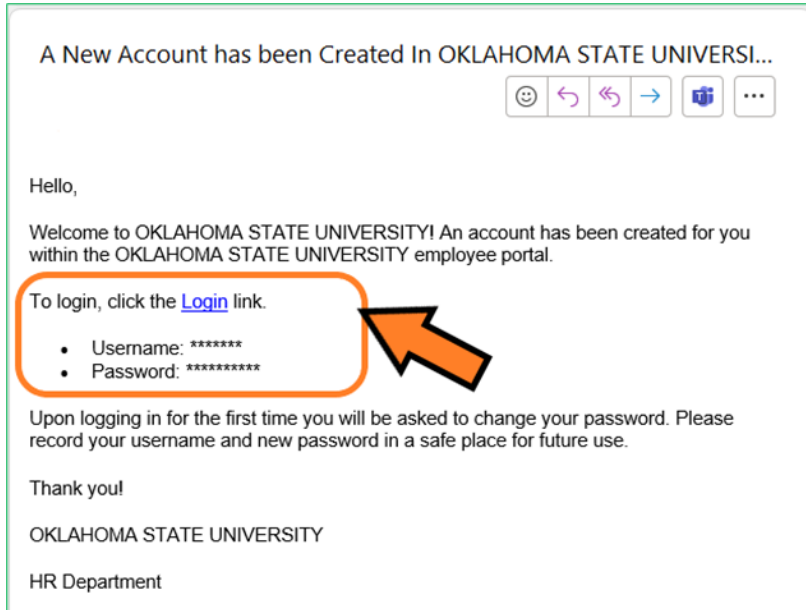 A New Account has been Created In OKLAHOMA STATE UNIVERSI...
Hello,
Welcome to OKLAHOMA STATE UNIVERSITY! An account has been created for you
within the OKLAHOMA STATE UNIVERSITY employee portal.
To login, click the Login link.
• Username: *******
• Password: **********
Upon logging in for the first time you will be asked to change your password. Please
record your username and new password in a safe place for future use.
Thank you!
OKLAHOMA STATE UNIVERSITY
HR Department